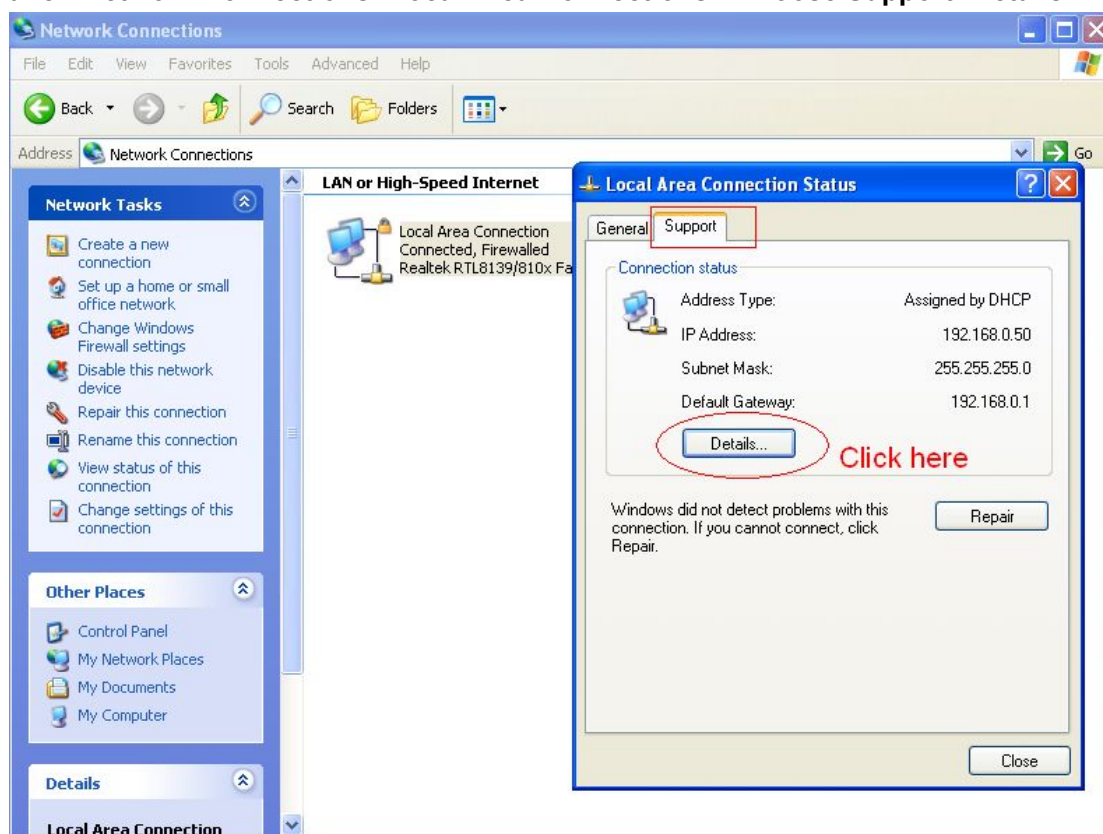 Network Connections
File Edit View Favorites Tools Advanced Help
Back Search Folders
Address Network Connections Go
Network Tasks
Create a new
connection
Set up a home or small
office network
Change Windows
Firewall settings
Disable this network
device
Repair this connection
Rename this connection
View status of this
connection
Change settings of this
connection
Other Places
Control Panel
My Network Places
My Documents
My Computer
Details
Local Area Connection
LAN or High-Speed Internet
Local Area Connection
Connected, Firewalled
Realtek RTL8139/810x Fa
Local Area Connection Status
General Support
Connection status
Address Type: Assigned by DHCP
IP Address: 192.168.0.50
Subnet Mask: 255.255.255.0
Default Gateway: 192.168.0.1
Details...
Click here
Windows did not detect problems with this
connection. If you cannot connect, click
Repair.
Repair
Close